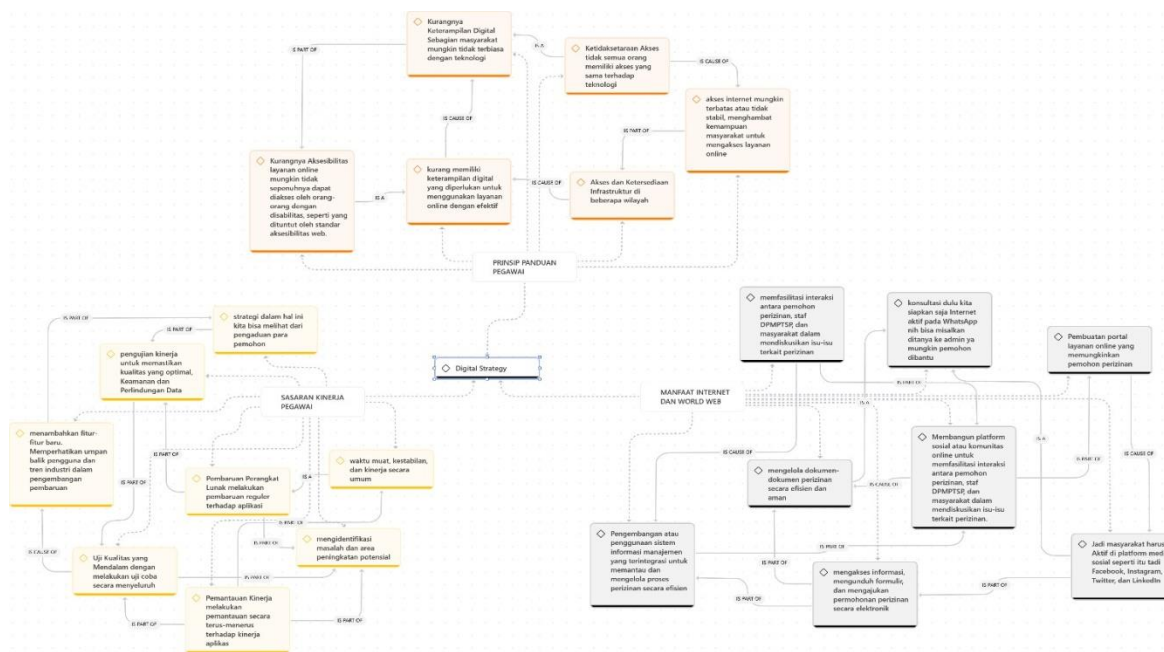 Kurangnya
Keterampilan Digital
Sebagian masyarakat
mungkin tidak terbiasa
dengan teknologi
IS PART OF
IS A
Ketidaksetaraan Akses
tidak semua orang
memiliki akses yang
sama terhadap
teknologi
IS CAUSE OF
akses internet mungkin
terbatas atau tidak
stabil, menghambat
kemampuan
masyarakat untuk
mengakses layanan
online
IS CAUSE OF
IS PART OF
Kurangnya Aksesibilitas
layanan online
mungkin tidak
sepenuhnya dapat
diakses oleh orang-
orang dengan
disabilitas, seperti yang
dituntut oleh standar
aksesibilitas web.
IS A
kurang memiliki
keterampilan digital
yang diperlukan untuk
menggunakan layanan
online dengan efektif
IS CAUSE OF
Akses dan Ketersediaan
Infrastruktur di
beberapa wilayah
PRINSIP PANDUAN
PEGAWAI
Digital Strategy
strategi dalam hal ini
kita bisa melihat dari
pengaduan para
pemohon
IS PART OF
IS PART OF
pengujian kinerja
untuk memastikan
kualitas yang optimal,
Keamanan dan
Perlindungan Data
SASARAN KINERJA
PEGAWAI
menambahkan fitur-
fitur baru.
Memperhatikan umpan
balik pengguna dan
tren industri dalam
pengembangan
pembaruan
IS PART OF
waktu muat, kestabilan,
dan kinerja secara
umum
IS A
Pembaruan Perangkat
Lunak melakukan
pembaruan reguler
terhadap aplikasi
IS PART OF
IS PART OF
mengidentifikasi
masalah dan area
peningkatan potensial
IS PART OF
IS CAUSE OF
Uji Kualitas yang
Mendalam dengan
melakukan uji coba
secara menyeluruh
IS PART OF
IS PART OF
Pemantauan Kinerja
melakukan
pemantauan secara
terus-menerus
terhadap kinerja
aplikas
IS PART OF
MANFAAT INTERNET
DAN WORLD WEB
memfasilitasi interaksi
antara pemohon
perizinan, staf
DPMPTSP, dan
masyarakat dalam
mendiskusikan isu-isu
terkait perizinan
konsultasi dulu kita
siapkan saja Internet
aktif pada WhatsApp
nih bisa misalkan
ditanya ke admin ya
mungkin pemohon
dibantu
Pembuatan portal
layanan online yang
memungkinkan
pemohon perizinan
IS PART OF
IS PART OF
IS A
IS A
Membangun platform
sosial atau komunitas
online untuk
memfasilitasi interaksi
antara pemohon
perizinan, staf
DPMPTSP, dan
masyarakat dalam
mendiskusikan isu-isu
terkait perizinan.
IS PART OF
mengelola dokumen-
dokumen perizinan
secara efisien dan
aman
IS CAUSE OF
IS CAUSE OF
Pengembangan atau
penggunaan sistem
informasi manajemen
yang terintegrasi untuk
memantau dan
mengelola proses
perizinan secara efisien
IS PART OF
IS PART OF
mengakses informasi,
mengunduh formulir,
dan mengajukan
permohonan perizinan
secara elektronik
IS PART OF
IS PART OF
Jadi masyarakat harus
Aktif di platform med
sosial seperti itu tadi
Facebook, Instagram,
Twitter, dan LinkedIn